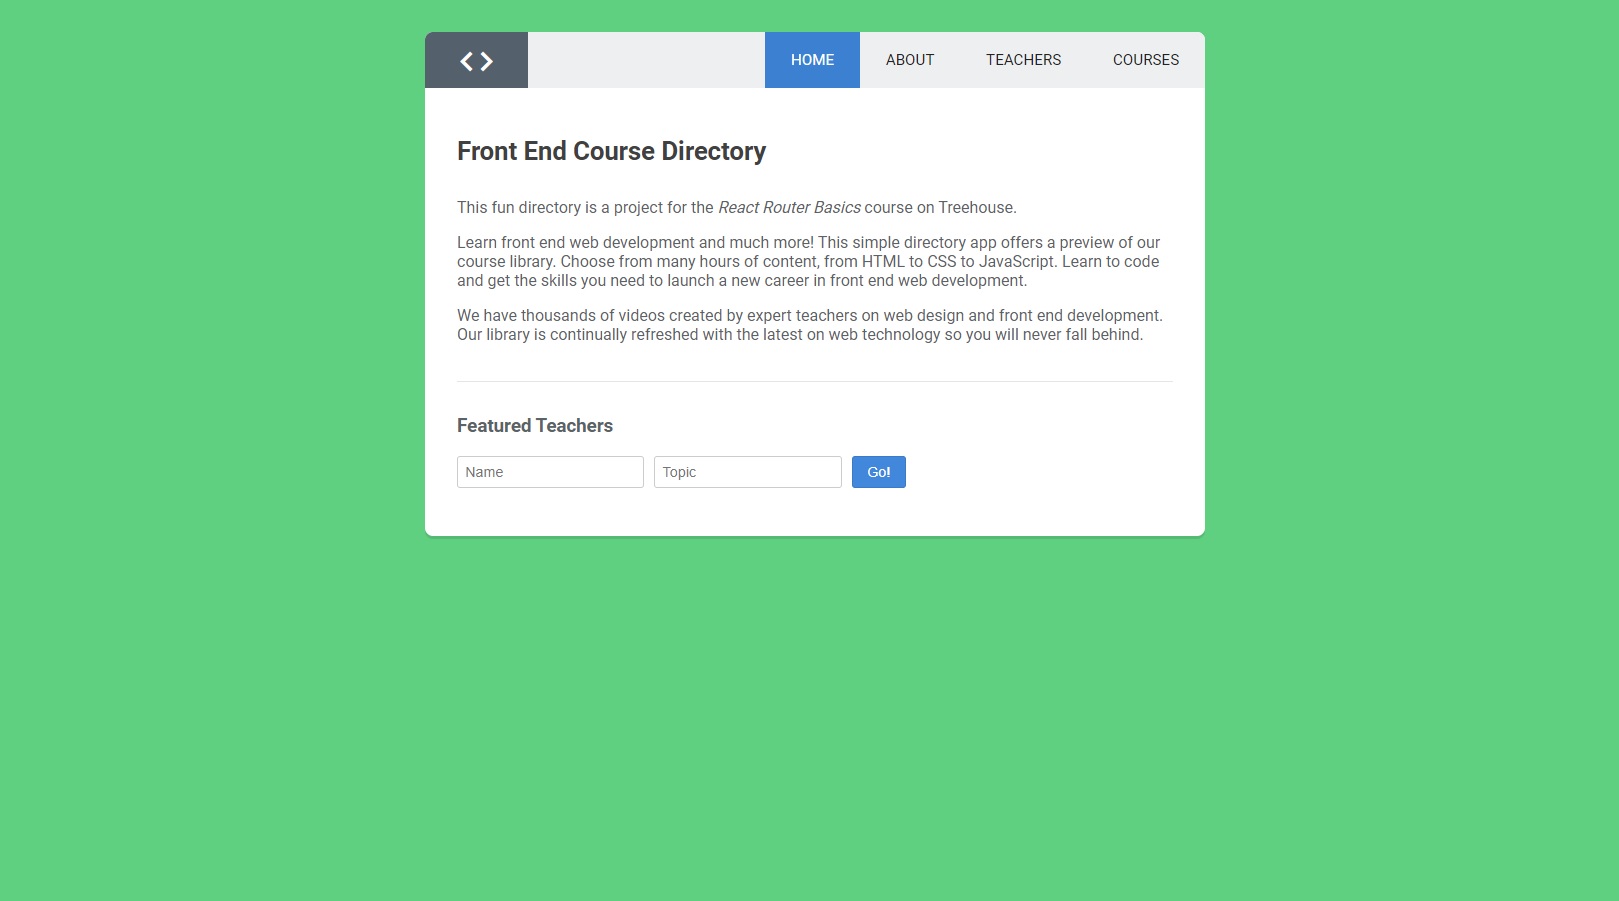 HOME ABOUT TEACHERS COURSES
Front End Course Directory
This fun directory is a project for the React Router Basics course on Treehouse.
Learn front end web development and much more! This simple directory app offers a preview of our
course library. Choose from many hours of content, from HTML to CSS to JavaScript. Learn to code
and get the skills you need to launch a new career in front end web development.
We have thousands of videos created by expert teachers on web design and front end development.
Our library is continually refreshed with the latest on web technology so you will never fall behind.
Featured Teachers
Name Topic Go!